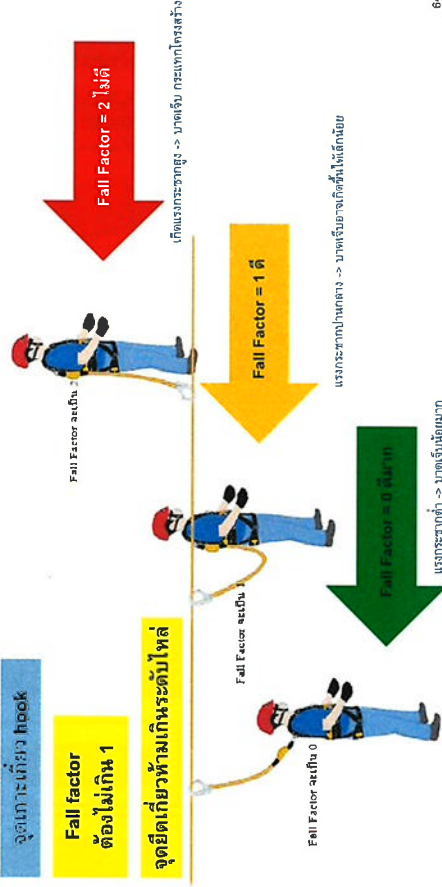 จุดเกาะเกี่ยว hook
Fall factor
ต้องไม่เกิน 1
จุดยึดเกี่ยวห้ามเกินระดับไหล่
Fall Factor จะเป็น 2
Fall Factor = 2 ไม่ดี
เกิดแรงกระชากสูง -> บาดเจ็บ กระแทกโครงสร้าง
Fall Factor จะเป็น 1
Fall Factor = 1 ดี
แรงกระชากปานกลาง -> บาดเจ็บอาจเกิดขึ้นได้เล็กน้อย
Fall Factor จะเป็น 0
Fall Factor = 0 ดีมาก
แรงกระชากต่ำ -> บาดเจ็บน้อยมาก